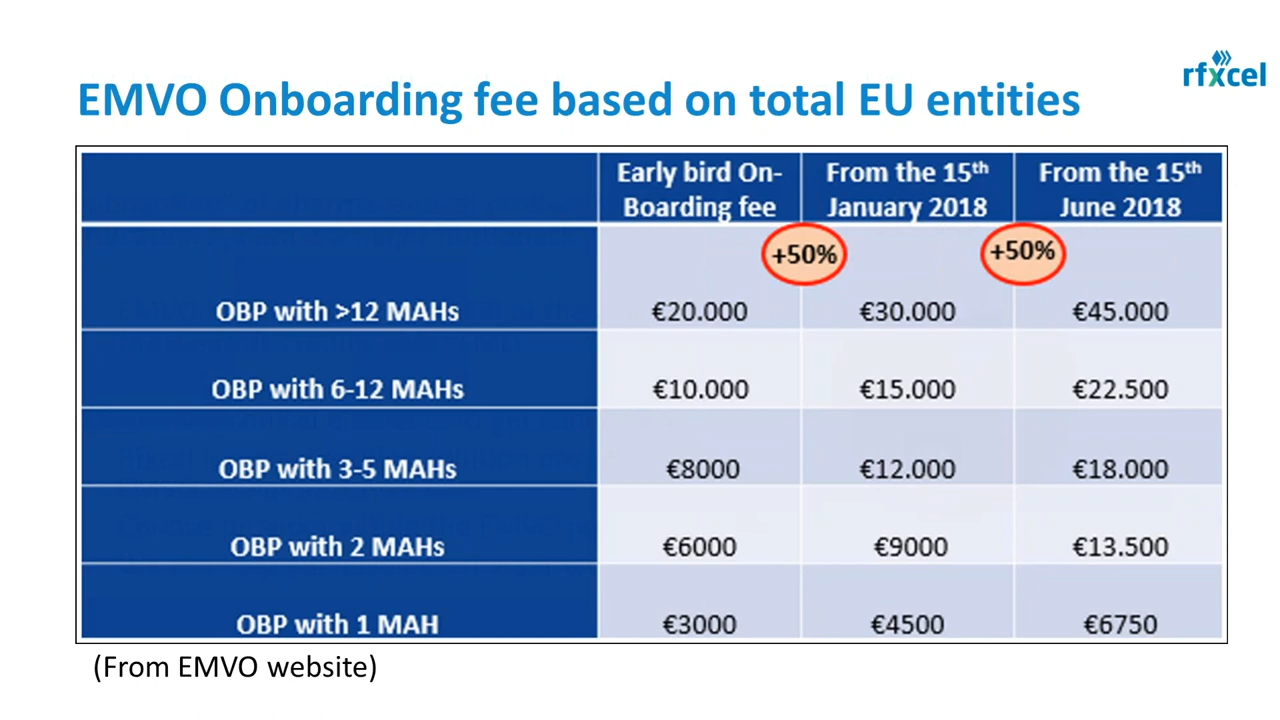 rfxcel
EMVO Onboarding fee based on total EU entities
Early bird On-
Boarding fee
From the 15th
January 2018
From the 15th
June 2018
+50%
+50%
OBP with >12 MAHs €20.000 €30.000 €45.000
OBP with 6-12 MAHs €10.000 €15.000 €22.500
OBP with 3-5 MAHs €8000 €12.000 €18.000
OBP with 2 MAHs €6000 €9000 €13.500
OBP with 1 MAH €3000 €4500 €6750
(From EMVO website)